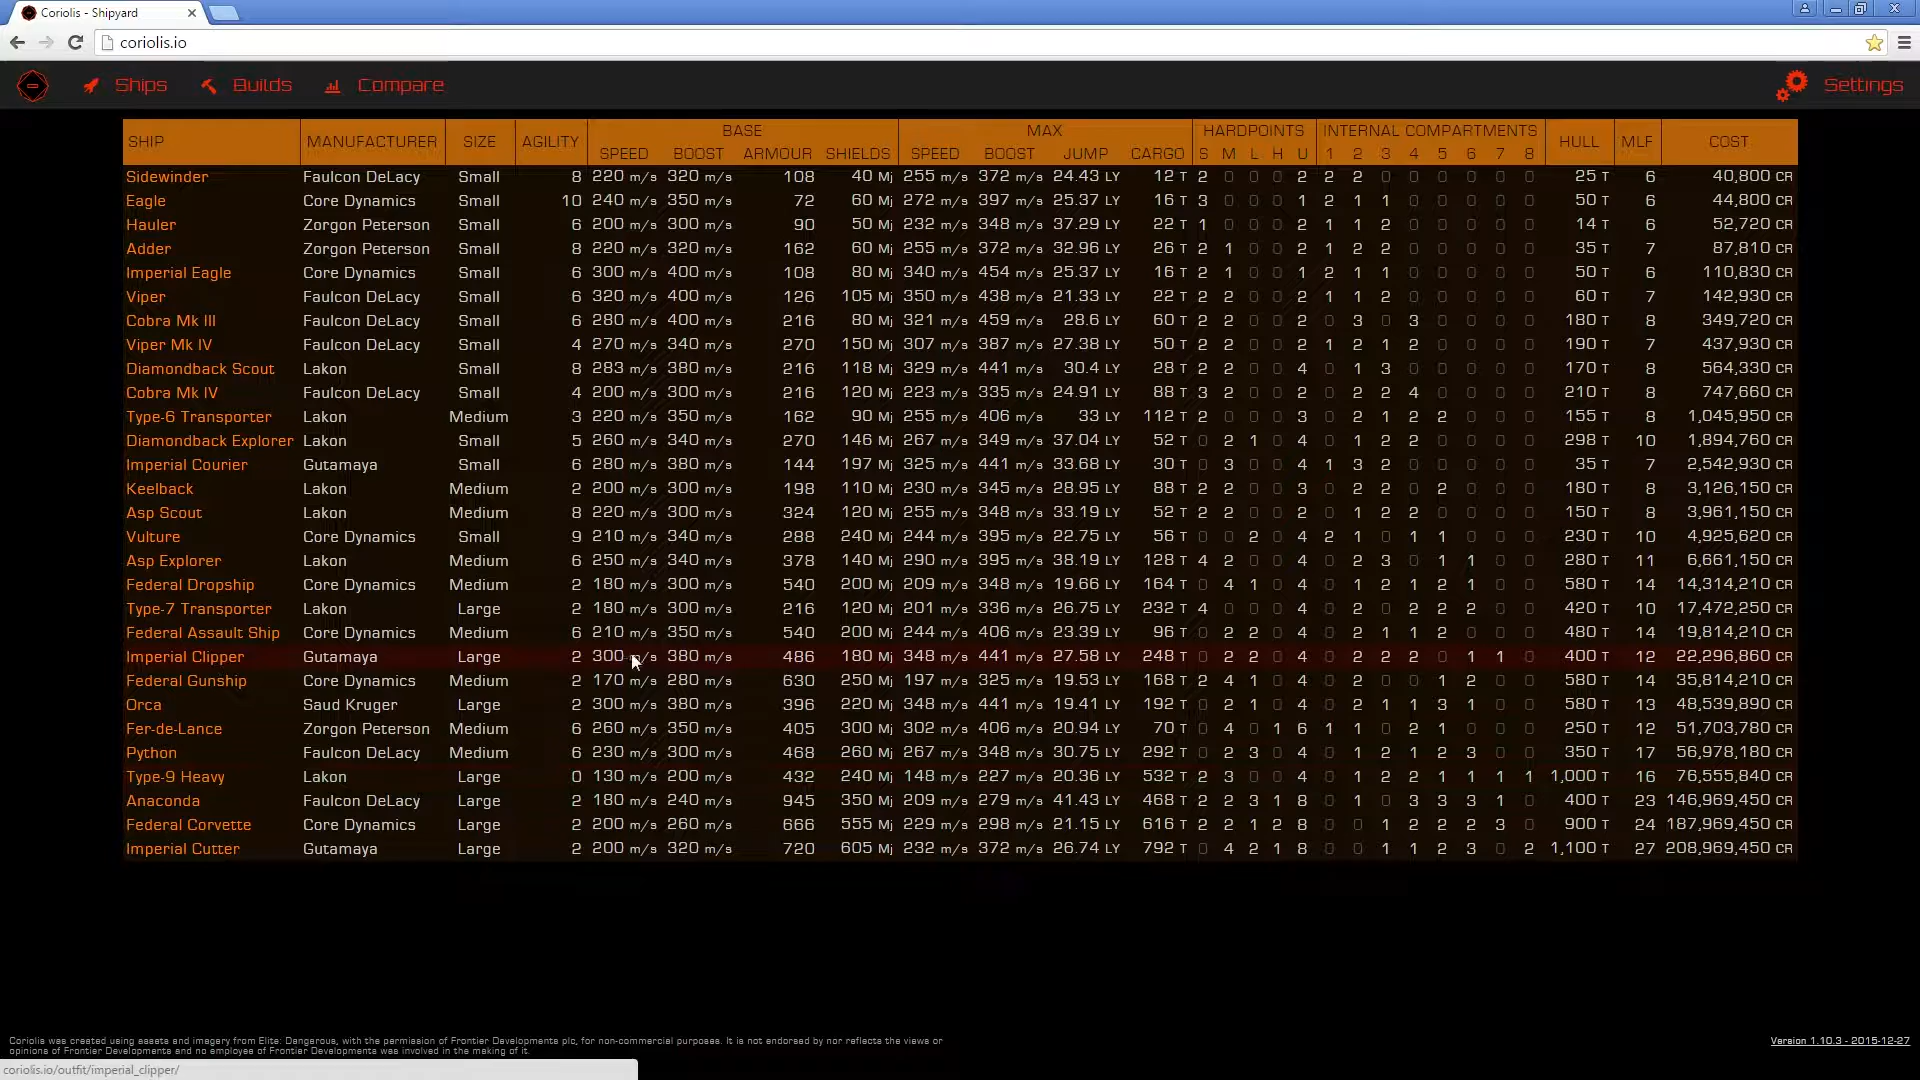 Coriolis - Shipyard
coriolis.io
Ships Builds Compare Settings
BASE MAX HARDPOINTS INTERNAL COMPARTMENTS
SHIP MANUFACTURER SIZE AGILITY HULL MLF COST
SPEED BOOST ARMOUR SHIELDS SPEED BOOST JUMP CARGO S M L H U 1 2 3 4 5 6 7 8
Sidewinder Faulcon DeLacy Small 8 220 m/s 320 m/s 108 40 Mj 255 m/s 372 m/s 24.43 LY 12 T 2 0 0 0 2 2 2 0 0 0 0 0 0 25 T 6 40,800 CR
Eagle Core Dynamics Small 10 240 m/s 350 m/s 72 60 Mj 272 m/s 397 m/s 25.37 LY 16 T 3 0 0 0 1 2 1 1 0 0 0 0 0 50 T 6 44,800 CR
Hauler Zorgon Peterson Small 6 200 m/s 300 m/s 90 50 Mj 232 m/s 348 m/s 37.29 LY 22 T 1 0 0 0 2 1 1 2 0 0 0 0 0 14 T 6 52,720 CR
Adder Zorgon Peterson Small 8 220 m/s 320 m/s 162 60 Mj 255 m/s 372 m/s 32.96 LY 26 T 2 1 0 0 2 1 2 2 0 0 0 0 0 35 T 7 87,810 CR
Imperial Eagle Core Dynamics Small 6 300 m/s 400 m/s 108 80 Mj 340 m/s 454 m/s 25.37 LY 16 T 2 1 0 0 1 2 1 1 0 0 0 0 0 50 T 6 110,830 CR
Viper Faulcon DeLacy Small 6 320 m/s 400 m/s 126 105 Mj 350 m/s 438 m/s 21.33 LY 22 T 2 2 0 0 2 1 1 2 0 0 0 0 0 60 T 7 142,930 CR
Cobra Mk III Faulcon DeLacy Small 6 280 m/s 400 m/s 216 80 Mj 321 m/s 459 m/s 28.6 LY 60 T 2 2 0 0 2 0 3 0 3 0 0 0 0 180 T 8 349,720 CR
Viper Mk IV Faulcon DeLacy Small 4 270 m/s 340 m/s 270 150 Mj 307 m/s 387 m/s 27.38 LY 50 T 2 2 0 0 2 1 2 1 2 0 0 0 0 190 T 7 437,930 CR
Diamondback Scout Lakon Small 8 283 m/s 380 m/s 216 118 Mj 329 m/s 441 m/s 30.4 LY 28 T 2 2 0 0 4 0 1 3 0 0 0 0 0 170 T 8 564,330 CR
Cobra Mk IV Faulcon DeLacy Small 4 200 m/s 300 m/s 216 120 Mj 223 m/s 335 m/s 24.91 LY 88 T 3 2 0 0 2 0 2 2 4 0 0 0 0 210 T 8 747,660 CR
Type-6 Transporter Lakon Medium 3 220 m/s 350 m/s 162 90 Mj 255 m/s 406 m/s 33 LY 112 T 2 0 0 0 3 0 2 1 2 2 0 0 0 155 T 8 1,045,950 CR
Diamondback Explorer Lakon Small 5 260 m/s 340 m/s 270 146 Mj 267 m/s 349 m/s 37.04 LY 52 T 0 2 1 0 4 0 1 2 2 0 0 0 0 298 T 10 1,894,760 CR
Imperial Courier Gutamaya Small 6 280 m/s 380 m/s 144 197 Mj 325 m/s 441 m/s 33.68 LY 30 T 0 3 0 0 4 1 3 2 0 0 0 0 0 35 T 7 2,542,930 CR
Keelback Lakon Medium 2 200 m/s 300 m/s 198 110 Mj 230 m/s 345 m/s 28.95 LY 88 T 2 2 0 0 3 0 2 2 0 2 0 0 0 180 T 8 3,126,150 CR
Asp Scout Lakon Medium 8 220 m/s 300 m/s 324 120 Mj 255 m/s 348 m/s 33.19 LY 52 T 2 2 0 0 2 0 1 2 2 0 0 0 0 150 T 8 3,961,150 CR
Vulture Core Dynamics Small 9 210 m/s 340 m/s 288 240 Mj 244 m/s 395 m/s 22.75 LY 56 T 0 0 2 0 4 2 1 0 1 1 0 0 0 230 T 10 4,925,620 CR
Asp Explorer Lakon Medium 6 250 m/s 340 m/s 378 140 Mj 290 m/s 395 m/s 38.19 LY 128 T 4 2 0 0 4 0 2 3 0 1 1 0 0 280 T 11 6,661,150 CR
Federal Dropship Core Dynamics Medium 2 180 m/s 300 m/s 540 200 Mj 209 m/s 348 m/s 19.66 LY 164 T 0 4 1 0 4 0 1 2 1 2 1 0 0 580 T 14 14,314,210 CR
Type-7 Transporter Lakon Large 2 180 m/s 300 m/s 216 120 Mj 201 m/s 336 m/s 26.75 LY 232 T 4 0 0 0 4 0 2 0 2 2 2 0 0 420 T 10 17,472,250 CR
Federal Assault Ship Core Dynamics Medium 6 210 m/s 350 m/s 540 200 Mj 244 m/s 406 m/s 23.39 LY 96 T 0 2 2 0 4 0 2 1 1 2 0 0 0 480 T 14 19,814,210 CR
Imperial Clipper Gutamaya Large 2 300 m/s 380 m/s 486 180 Mj 348 m/s 441 m/s 27.58 LY 248 T 0 2 2 0 4 0 2 2 2 0 1 1 0 400 T 12 22,296,860 CR
Federal Gunship Core Dynamics Medium 2 170 m/s 280 m/s 630 250 Mj 197 m/s 325 m/s 19.53 LY 168 T 2 4 1 0 4 0 2 0 0 1 2 0 0 580 T 14 35,814,210 CR
Orca Saud Kruger Large 2 300 m/s 380 m/s 396 220 Mj 348 m/s 441 m/s 19.41 LY 192 T 0 2 1 0 4 0 2 1 1 3 1 0 0 580 T 13 48,539,890 CR
Fer-de-Lance Zorgon Peterson Medium 6 260 m/s 350 m/s 405 300 Mj 302 m/s 406 m/s 20.94 LY 70 T 0 4 0 1 6 1 1 0 2 1 0 0 0 250 T 12 51,703,780 CR
Python Faulcon DeLacy Medium 6 230 m/s 300 m/s 468 260 Mj 267 m/s 348 m/s 30.75 LY 292 T 0 2 3 0 4 0 1 2 1 2 3 0 0 350 T 17 56,978,180 CR
Type-9 Heavy Lakon Large 0 130 m/s 200 m/s 432 240 Mj 148 m/s 227 m/s 20.36 LY 532 T 2 3 0 0 4 0 1 2 2 1 1 1 1 1,000 T 16 76,555,840 CR
Anaconda Faulcon DeLacy Large 2 180 m/s 240 m/s 945 350 Mj 209 m/s 279 m/s 41.43 LY 468 T 2 2 3 1 8 0 1 0 3 3 3 1 0 400 T 23 146,969,450 CR
Federal Corvette Core Dynamics Large 2 200 m/s 260 m/s 666 555 Mj 229 m/s 298 m/s 21.15 LY 616 T 2 2 1 2 8 0 0 1 2 2 2 3 0 900 T 24 187,969,450 CR
Imperial Cutter Gutamaya Large 2 200 m/s 320 m/s 720 605 Mj 232 m/s 372 m/s 26.74 LY 792 T 0 4 2 1 8 0 0 1 1 2 3 0 2 1,100 T 27 208,969,450 CR
Coriolis was created using assets and imagery from Elite: Dangerous, with the permission of Frontier Developments plc, for non-commercial purposes. It is not endorsed by nor reflects the views or
opinions of Frontier Developments and no employee of Frontier Developments was involved in the making of it.
Version 1.10.3 - 2015-12-27
coriolis.io/outfit/imperial_clipper/